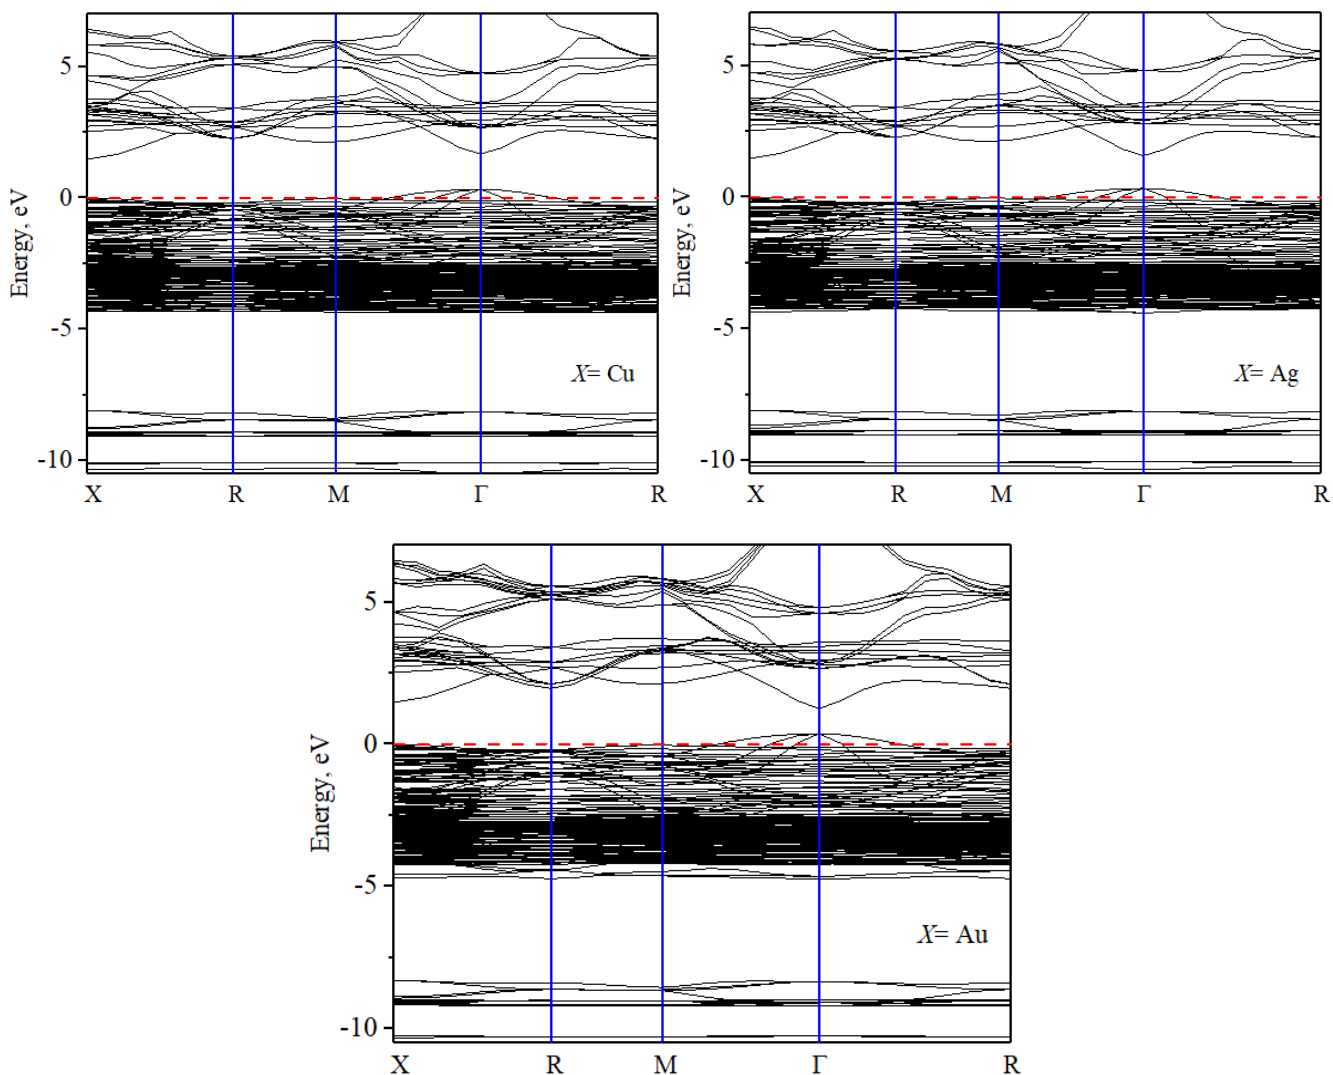 5
0
-5
-10
Energy, eV
X= Cu
X R M Γ R
5
0
-5
-10
Energy, eV
X= Ag
X R M Γ R
5
0
-5
-10
Energy, eV
X= Au
X R M Γ R